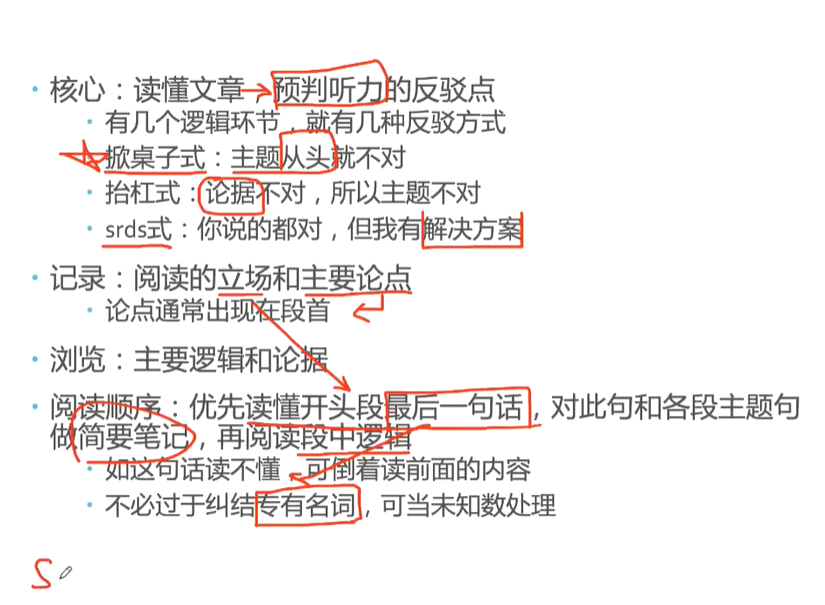 • 核心：读懂文章，预判听力的反驳点
• 有几个逻辑环节，就有几种反驳方式
• 掀桌子式：主题从头就不对
• 抬杠式：论据不对，所以主题不对
• srds式：你说的都对，但我有解决方案
• 记录：阅读的立场和主要论点
• 论点通常出现在段首
• 浏览：主要逻辑和论据
• 阅读顺序：优先读懂开头段最后一句话，对此句和各段主题句
做简要笔记，再阅读段中逻辑
• 如这句话读不懂，可倒着读前面的内容
• 不必过于纠结专有名词，可当未知数处理
S